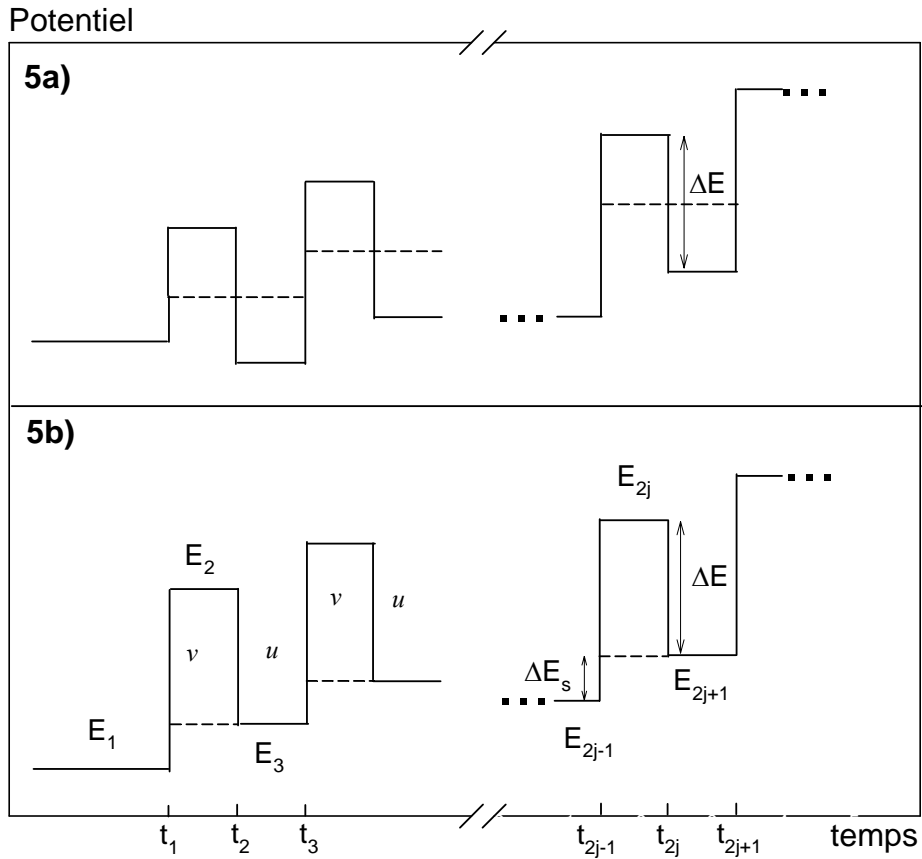 Potentiel
5a)
ΔE
5b)
E2j
E2
ΔE
v
u
v
u
ΔEs
E2j+1
E1
E3
E2j-1
t1 t2 t3 t2j-1 t2j t2j+1 temps